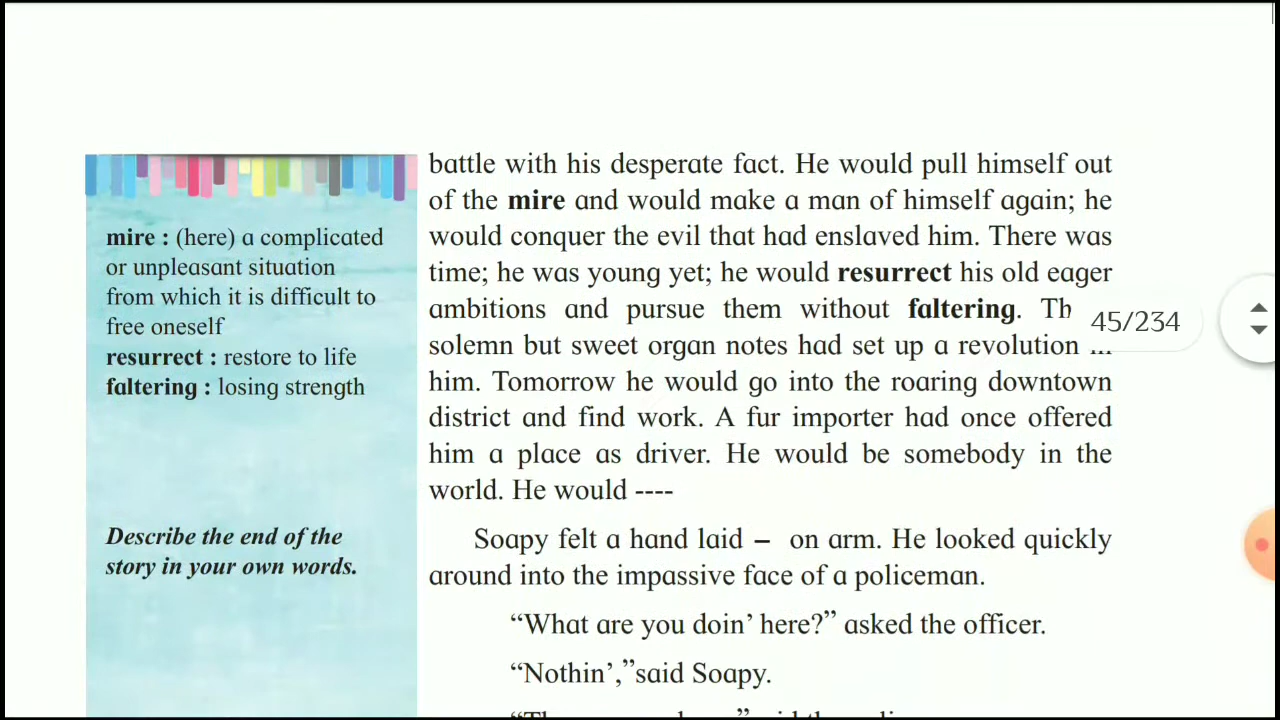 mire : (here) a complicated
or unpleasant situation
from which it is difficult to
free oneself
resurrect : restore to life
faltering : losing strength
Describe the end of the
story in your own words.
battle with his desperate fact. He would pull himself out
of the mire and would make a man of himself again; he
would conquer the evil that had enslaved him. There was
time; he was young yet; he would resurrect his old eager
ambitions and pursue them without faltering.
solemn but sweet organ notes had set up a revolution
him. Tomorrow he would go into the roaring downtown
district and find work. A fur importer had once offered
him a place as driver. He would be somebody in the
world. He would ----
Soapy felt a hand laid – on arm. He looked quickly
around into the impassive face of a policeman.
“What are you doin’ here?” asked the officer.
“Nothin’,”said Soapy.
45/234